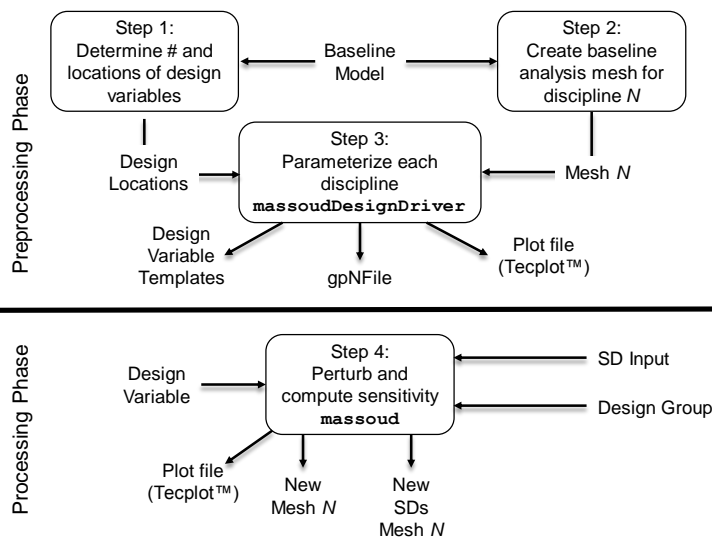 Preprocessing Phase
Step 1:
Determine # and
locations of design
variables
Baseline
Model
Step 2:
Create baseline
analysis mesh for
discipline N
Design
Locations
Step 3:
Parameterize each
discipline
massoudDesignDriver
Mesh N
Design
Variable
Templates
gpNFile
Plot file
(Tecplot™)
Processing Phase
Design
Variable
Step 4:
Perturb and
compute sensitivity
massoud
SD Input
Design Group
Plot file
(Tecplot™)
New
Mesh N
New
SDs
Mesh N